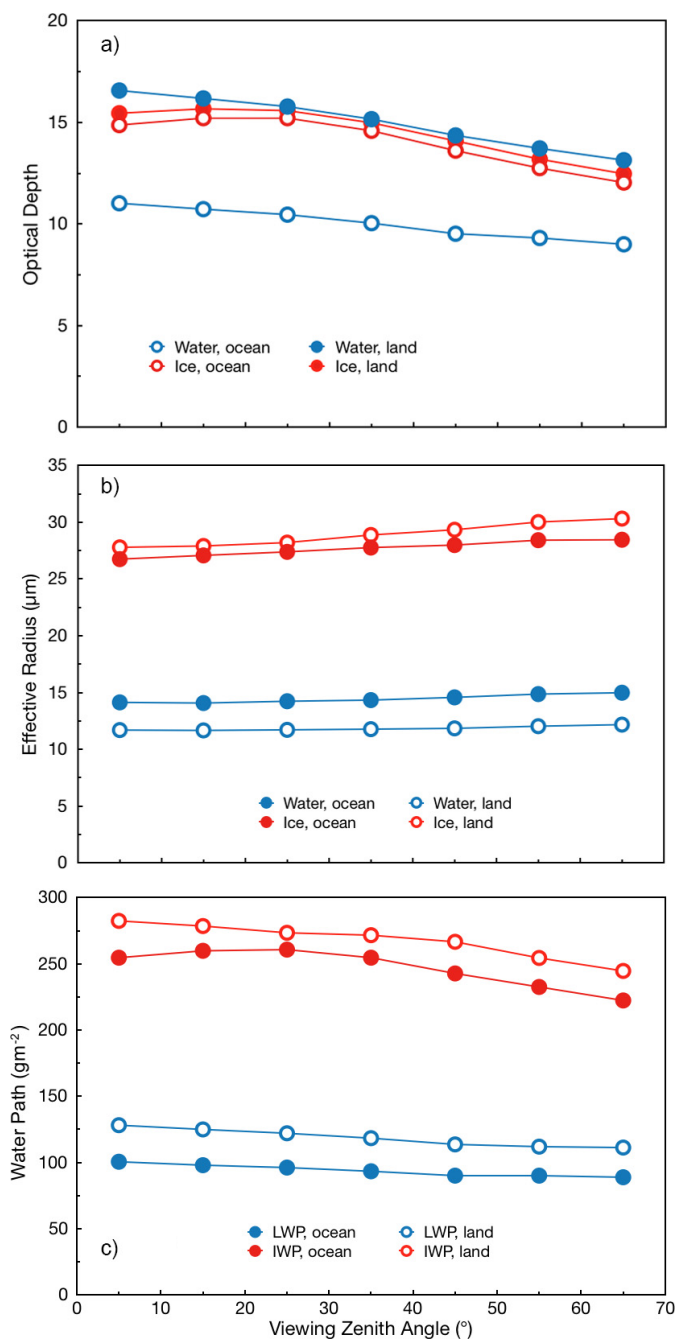 20
a)
15
10
5
0
Optical Depth
Water, ocean Water, land
Ice, ocean Ice, land
35
b)
30
25
20
15
10
5
0
Effective Radius (μm)
Water, ocean Water, land
Ice, ocean Ice, land
300
250
200
150
100
50
0
Water Path (gm-2)
LWP, ocean LWP, land
IWP, ocean IWP, land
c)
0 10 20 30 40 50 60 70
Viewing Zenith Angle (°)